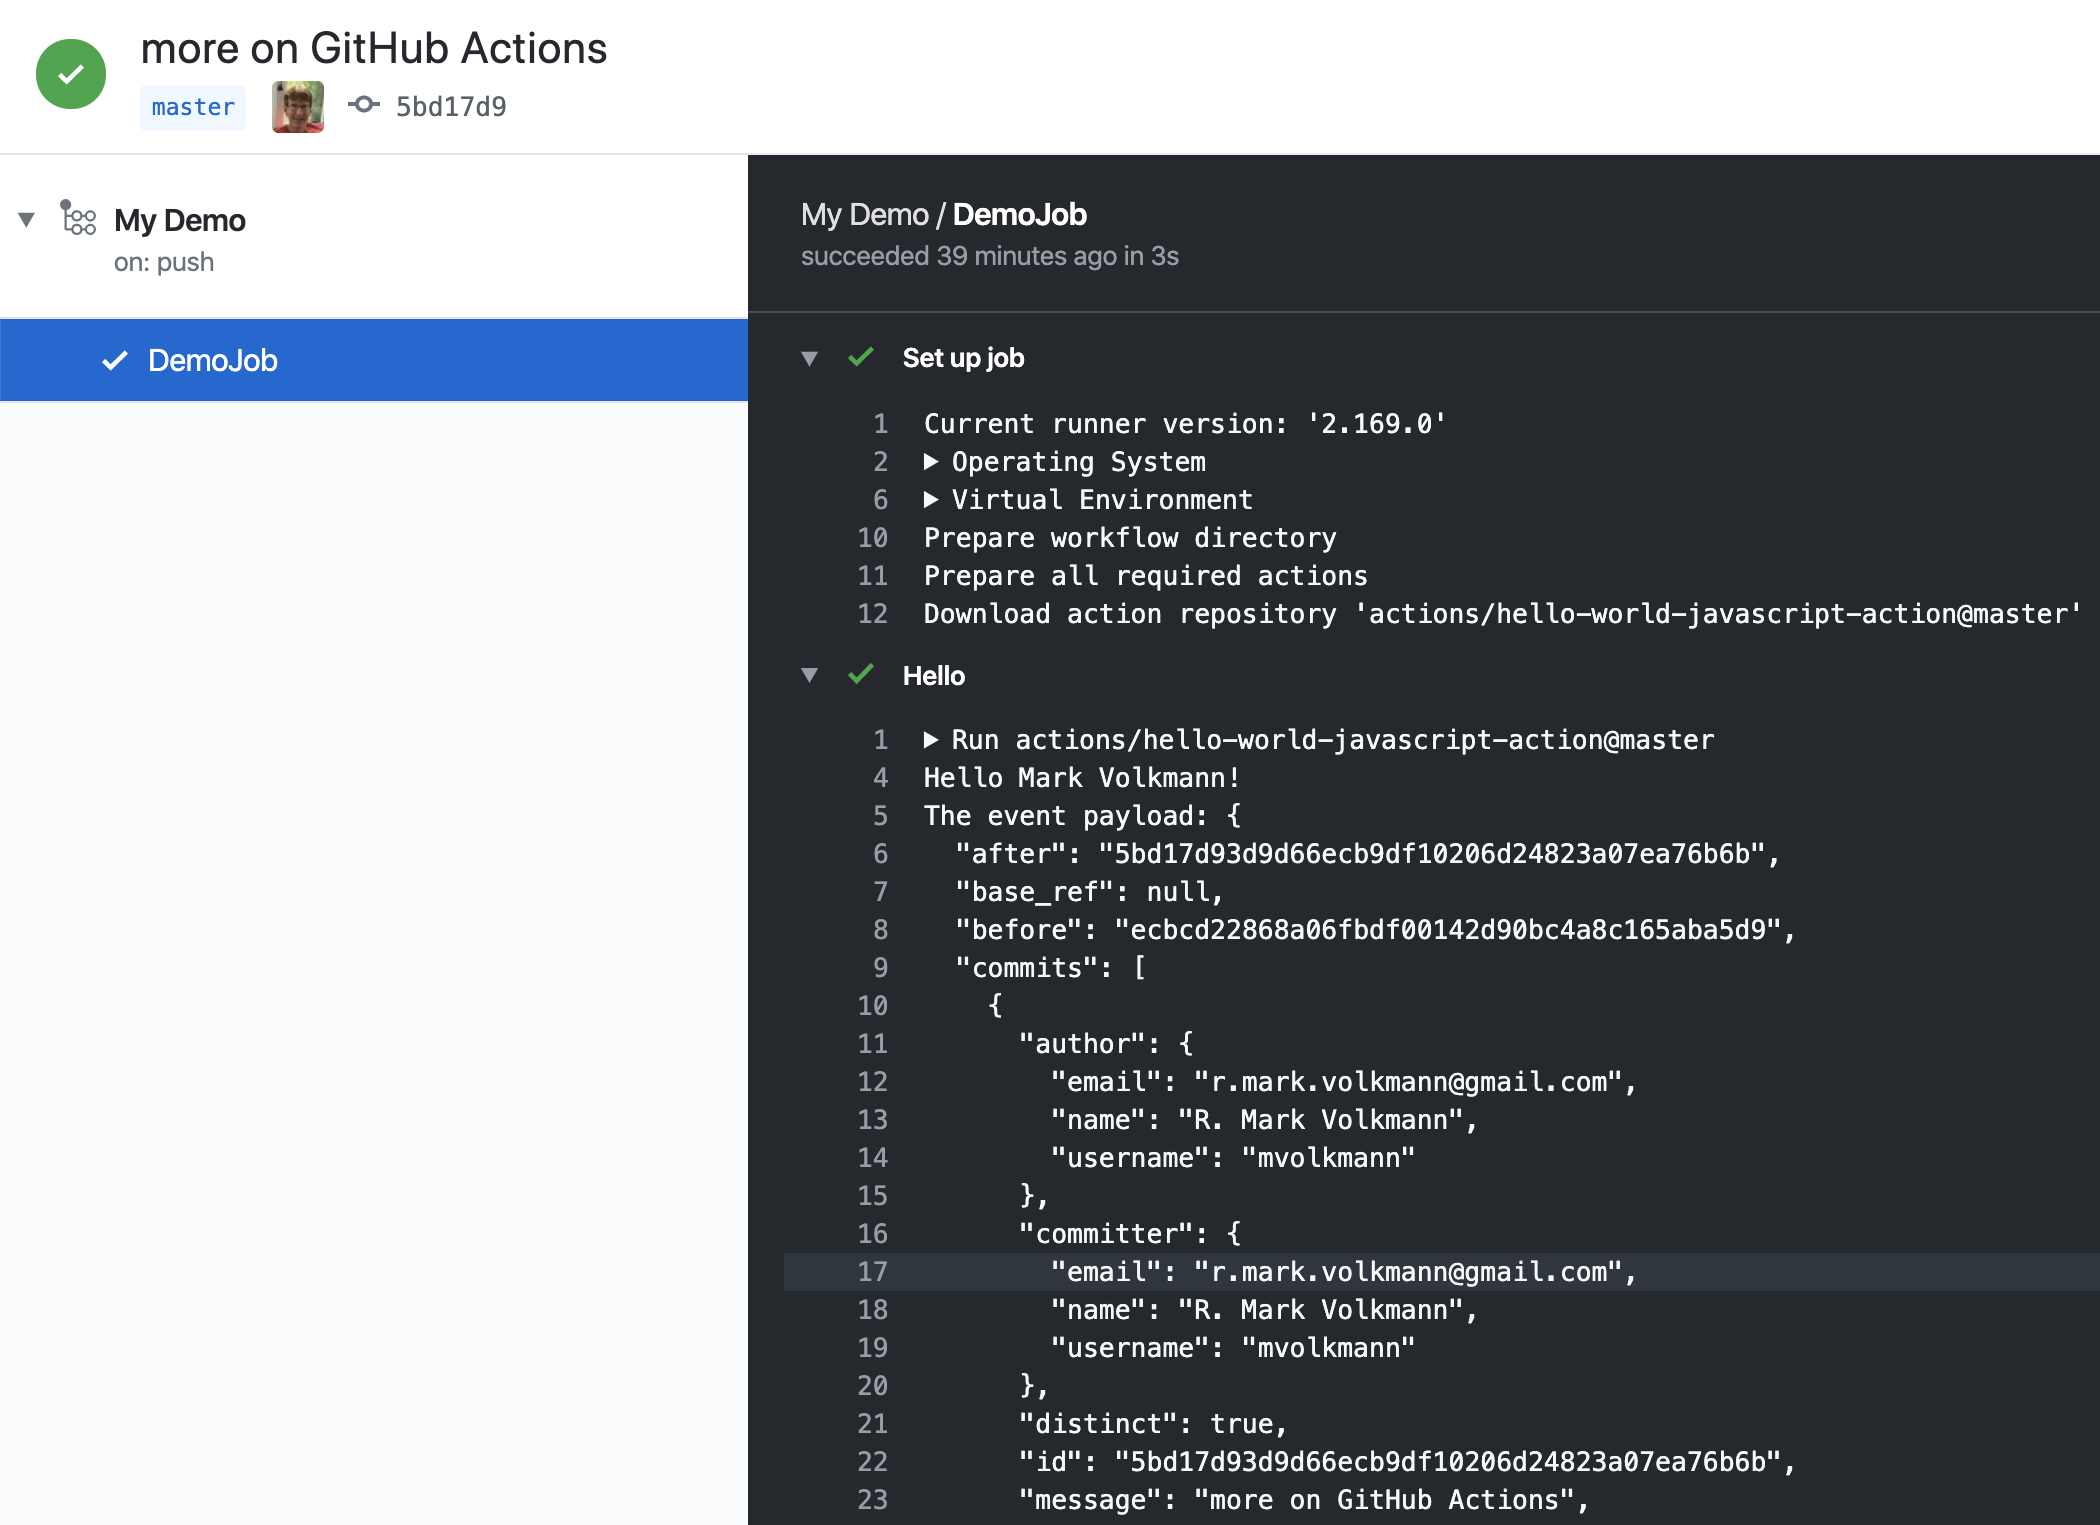 more on GitHub Actions
master 5bd17d9
My Demo
on: push
DemoJob
My Demo / DemoJob
succeeded 39 minutes ago in 3s
Set up job
1 Current runner version: '2.169.0'
2 Operating System
6 Virtual Environment
10 Prepare workflow directory
11 Prepare all required actions
12 Download action repository 'actions/hello-world-javascript-action@master'
Hello
1 Run actions/hello-world-javascript-action@master
4 Hello Mark Volkmann!
5 The event payload: {
6 "after": "5bd17d93d9d66ecb9df10206d24823a07ea76b6b",
7 "base_ref": null,
8 "before": "ecbcd22868a06fbdf00142d90bc4a8c165aba5d9",
9 "commits": [
10 {
11 "author": {
12 "email": "r.mark.volkmann@gmail.com",
13 "name": "R. Mark Volkmann",
14 "username": "mvolkmann"
15 },
16 "committer": {
17 "email": "r.mark.volkmann@gmail.com",
18 "name": "R. Mark Volkmann",
19 "username": "mvolkmann"
20 },
21 "distinct": true,
22 "id": "5bd17d93d9d66ecb9df10206d24823a07ea76b6b",
23 "message": "more on GitHub Actions",